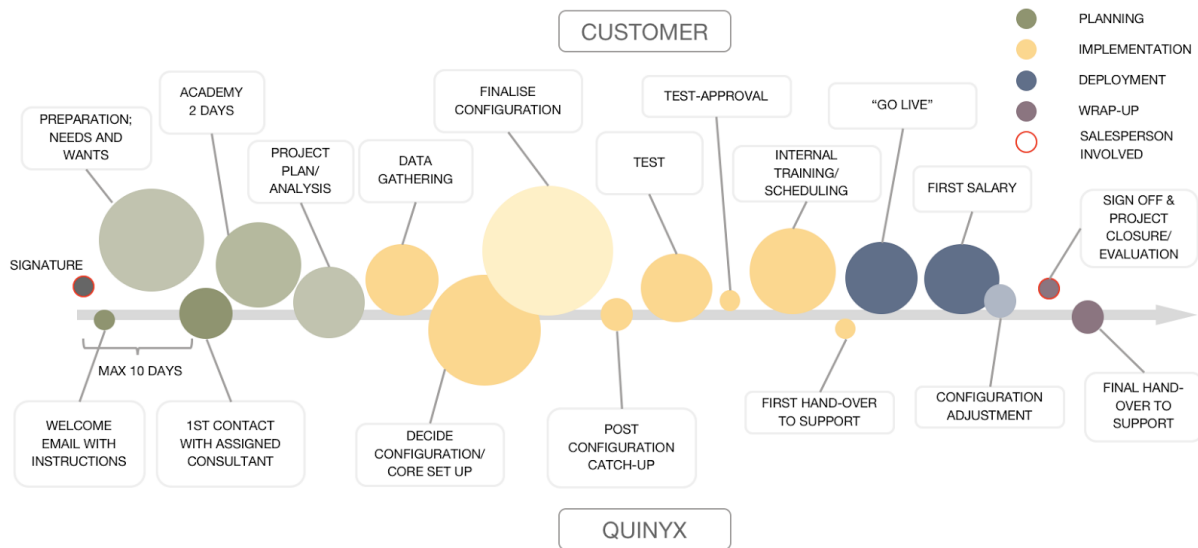 CUSTOMER
PLANNING
IMPLEMENTATION
DEPLOYMENT
WRAP-UP
SALESPERSON
INVOLVED
PREPARATION;
NEEDS AND
WANTS
ACADEMY
2 DAYS
PROJECT
PLAN/
ANALYSIS
DATA
GATHERING
FINALISE
CONFIGURATION
TEST
TEST-APPROVAL
INTERNAL
TRAINING/
SCHEDULING
“GO LIVE”
FIRST SALARY
SIGN OFF &
PROJECT
CLOSURE/
EVALUATION
SIGNATURE
MAX 10 DAYS
WELCOME
EMAIL WITH
INSTRUCTIONS
1ST CONTACT
WITH ASSIGNED
CONSULTANT
DECIDE
CONFIGURATION/
CORE SET UP
POST
CONFIGURATION
CATCH-UP
FIRST HAND-OVER
TO SUPPORT
CONFIGURATION
ADJUSTMENT
FINAL HAND-
OVER TO
SUPPORT
QUINYX